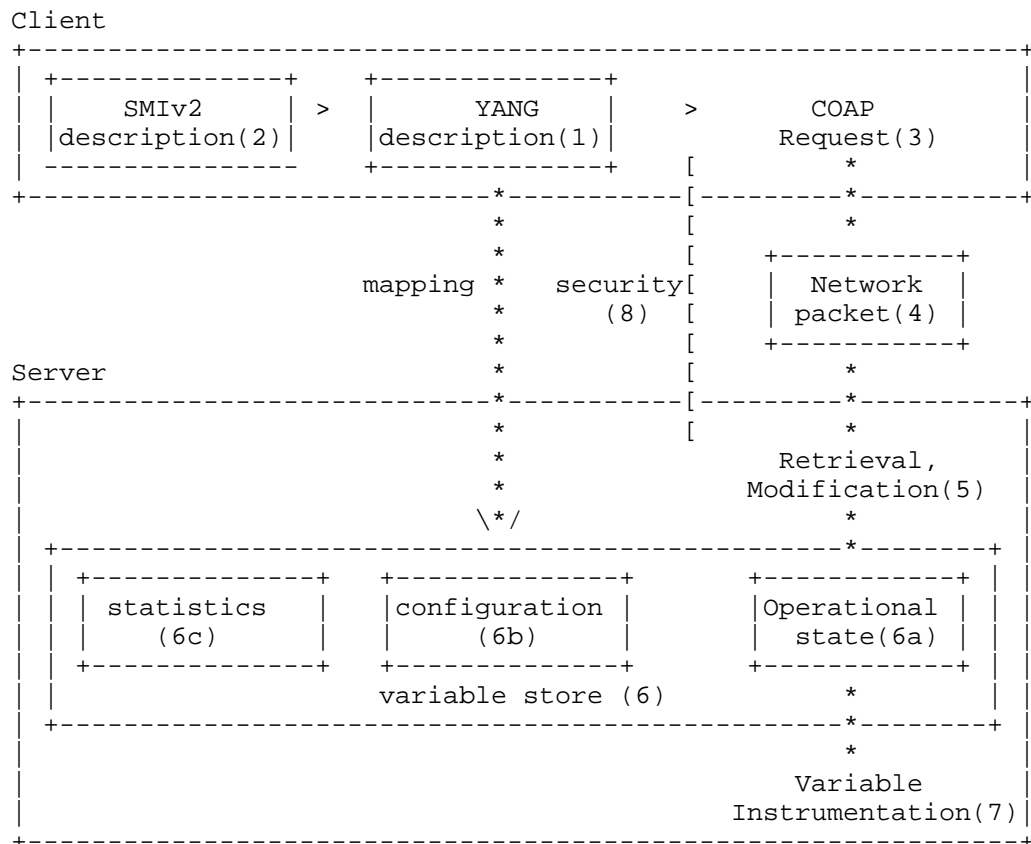 Client
SMIv2 > YANG > COAP
description(2) description(1) Request(3)
mapping security Network
(8) packet(4)
Server
Retrieval,
Modification(5)
statistics configuration Operational
(6c) (6b) state(6a)
variable store (6)
Variable
Instrumentation(7)